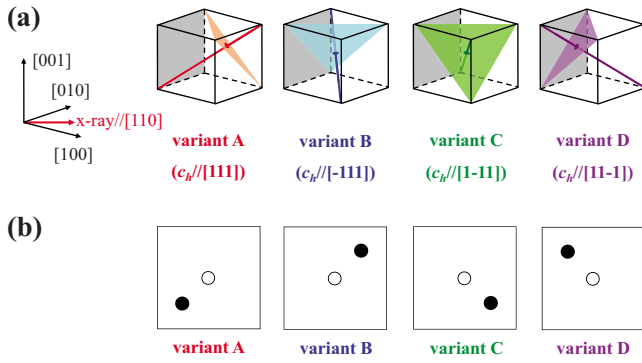 (a)
[001]
[010]
x-ray//[110]
[100]
variant A variant B variant C variant D
(ch//[111]) (ch//[-111]) (ch//[1-11]) (ch//[11-1])
(b)
variant A variant B variant C variant D